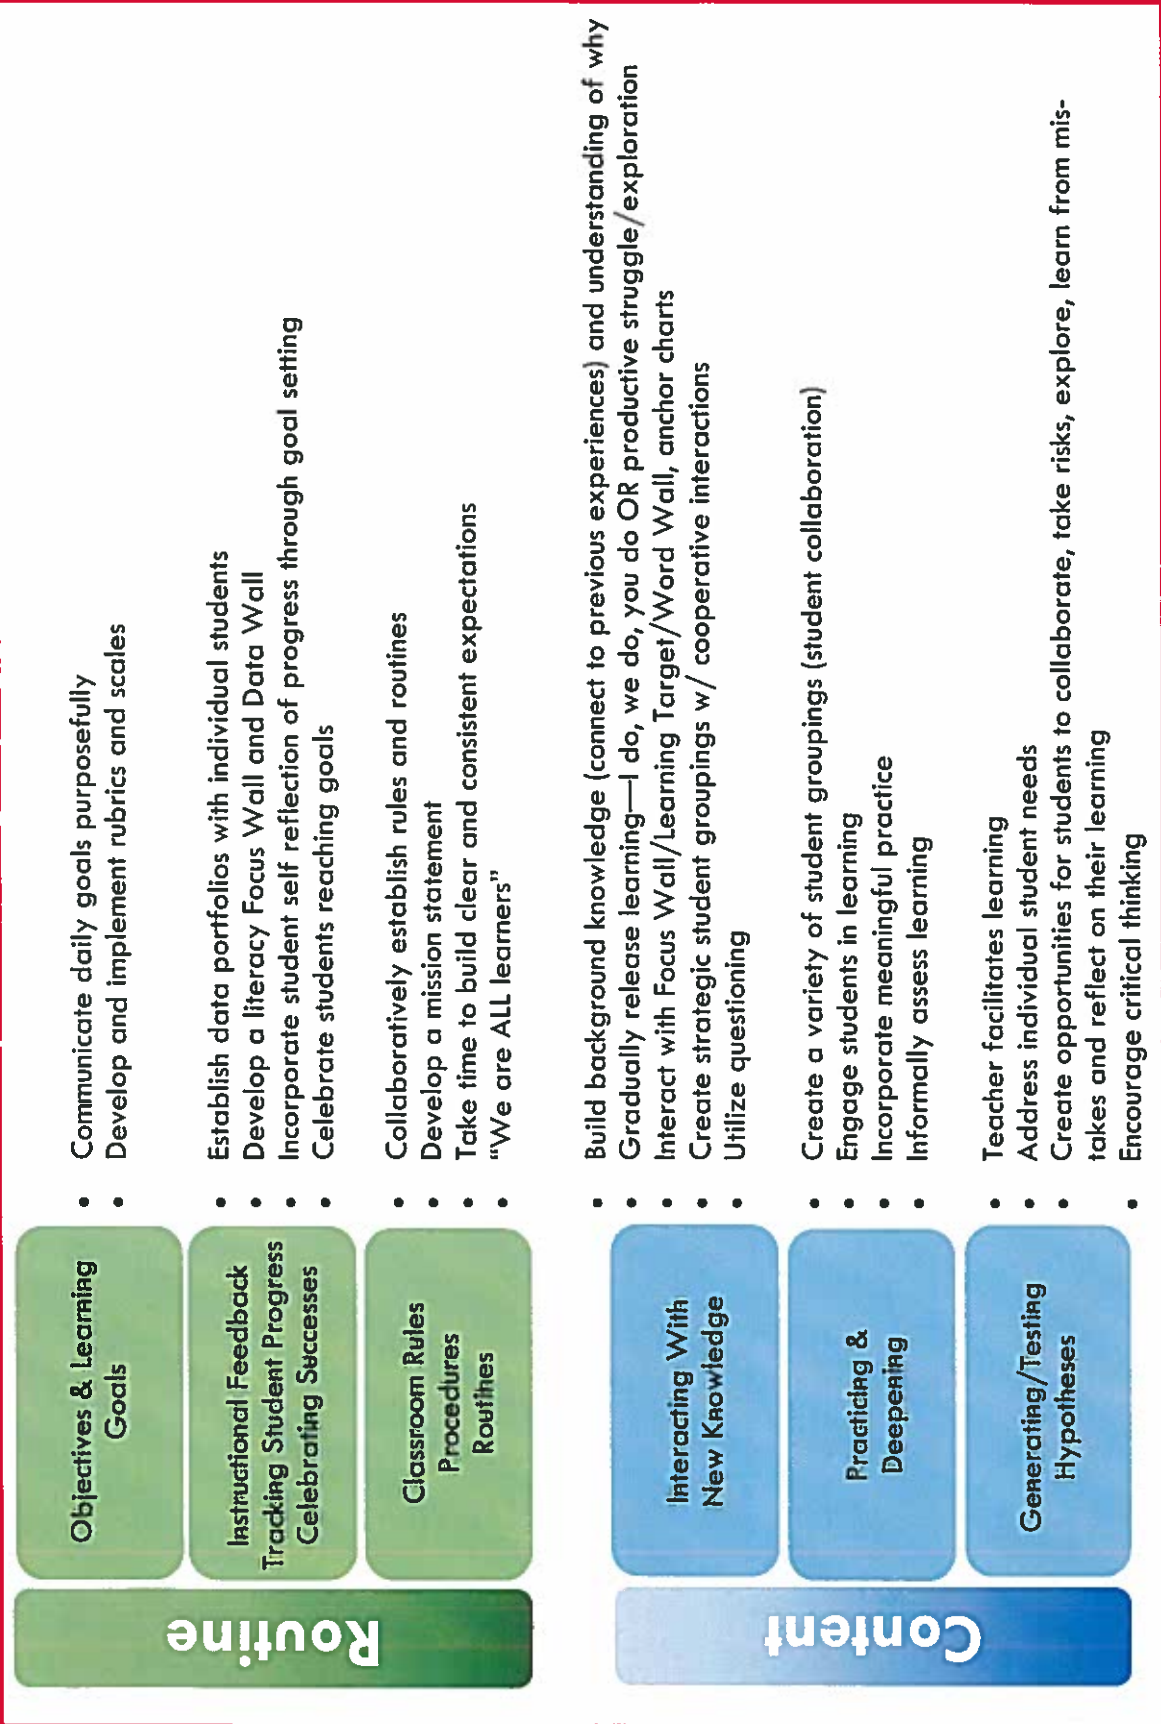 Routine
Objectives & Learning
Goals
• Communicate daily goals purposefully
• Develop and implement rubrics and scales
Instructional Feedback
Tracking Student Progress
Celebrating Successes
• Establish data portfolios with individual students
• Develop a literacy Focus Wall and Data Wall
• Incorporate student self reflection of progress through goal setting
• Celebrate students reaching goals
Classroom Rules
Procedures
Routines
• Collaboratively establish rules and routines
• Develop a mission statement
• Take time to build clear and consistent expectations
• “We are ALL learners”
Content
Interacting With
New Knowledge
• Build background knowledge (connect to previous experiences) and understanding of why
• Gradually release learning—I do, we do, you do OR productive struggle/exploration
• Interact with Focus Wall/Learning Target/Word Wall, anchor charts
• Create strategic student groupings w/ cooperative interactions
• Utilize questioning
Practicing &
Deepening
• Create a variety of student groupings (student collaboration)
• Engage students in learning
• Incorporate meaningful practice
• Informally assess learning
Generating/Testing
Hypotheses
• Teacher facilitates learning
• Address individual student needs
• Create opportunities for students to collaborate, take risks, explore, learn from mis-
takes and reflect on their learning
• Encourage critical thinking